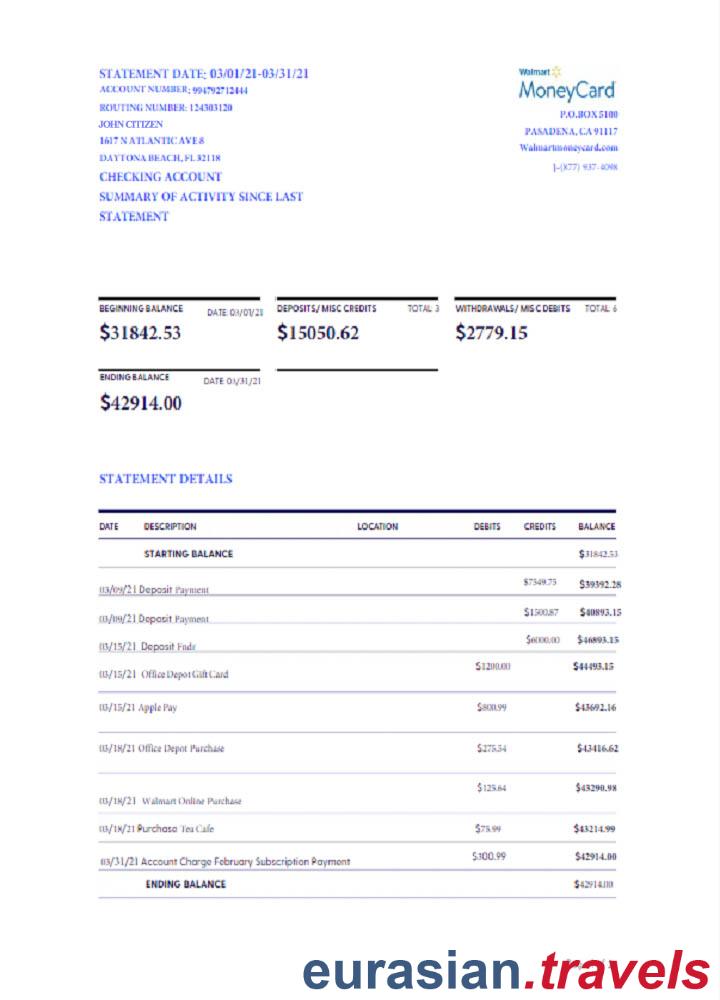 STATEMENT DATE: 03/01/21-03/31/21
ACCOUNT NUMBER: 994792712444
ROUTING NUMBER: 124303120
JOHN CITIZEN
1617 N ATLANTIC AVE 8
DAYTONA BEACH, FL 32118
CHECKING ACCOUNT
SUMMARY OF ACTIVITY SINCE LAST
STATEMENT
Walmart
MoneyCard
P.O.BOX 5100
PASADENA, CA 91117
Walmartmoneycard.com
1-(877) 937-4098
BEGINNING BALANCE DATE 03/01/21 DEPOSITS/ MISC CREDITS TOTAL 3 WITHDRAWALS/ MISC DEBITS TOTAL 6
$31842.53 $15050.62 $2779.15
ENDING BALANCE DATE 03/31/21
$42914.00
STATEMENT DETAILS
DATE DESCRIPTION LOCATION DEBITS CREDITS BALANCE
STARTING BALANCE $31842.53
03/09/21 Deposit Payment $7549.75 $39392.28
03/09/21 Deposit Payment $1500.87 $40893.15
03/15/21 Deposit $6000.00 $46893.15
03/15/21 Office Depot Gift Card $1200.00 $44493.15
03/15/21 Apple Pay $800.99 $43692.16
03/18/21 Office Depot Purchase $275.54 $43416.62
03/18/21 Walmart Online Purchase $125.64 $43290.98
03/18/21 Purchase Tea Cafe $75.99 $43214.99
03/31/21 Account Charge February Subscription Payment $300.99 $42914.00
ENDING BALANCE $42914.00
eurasian.travels